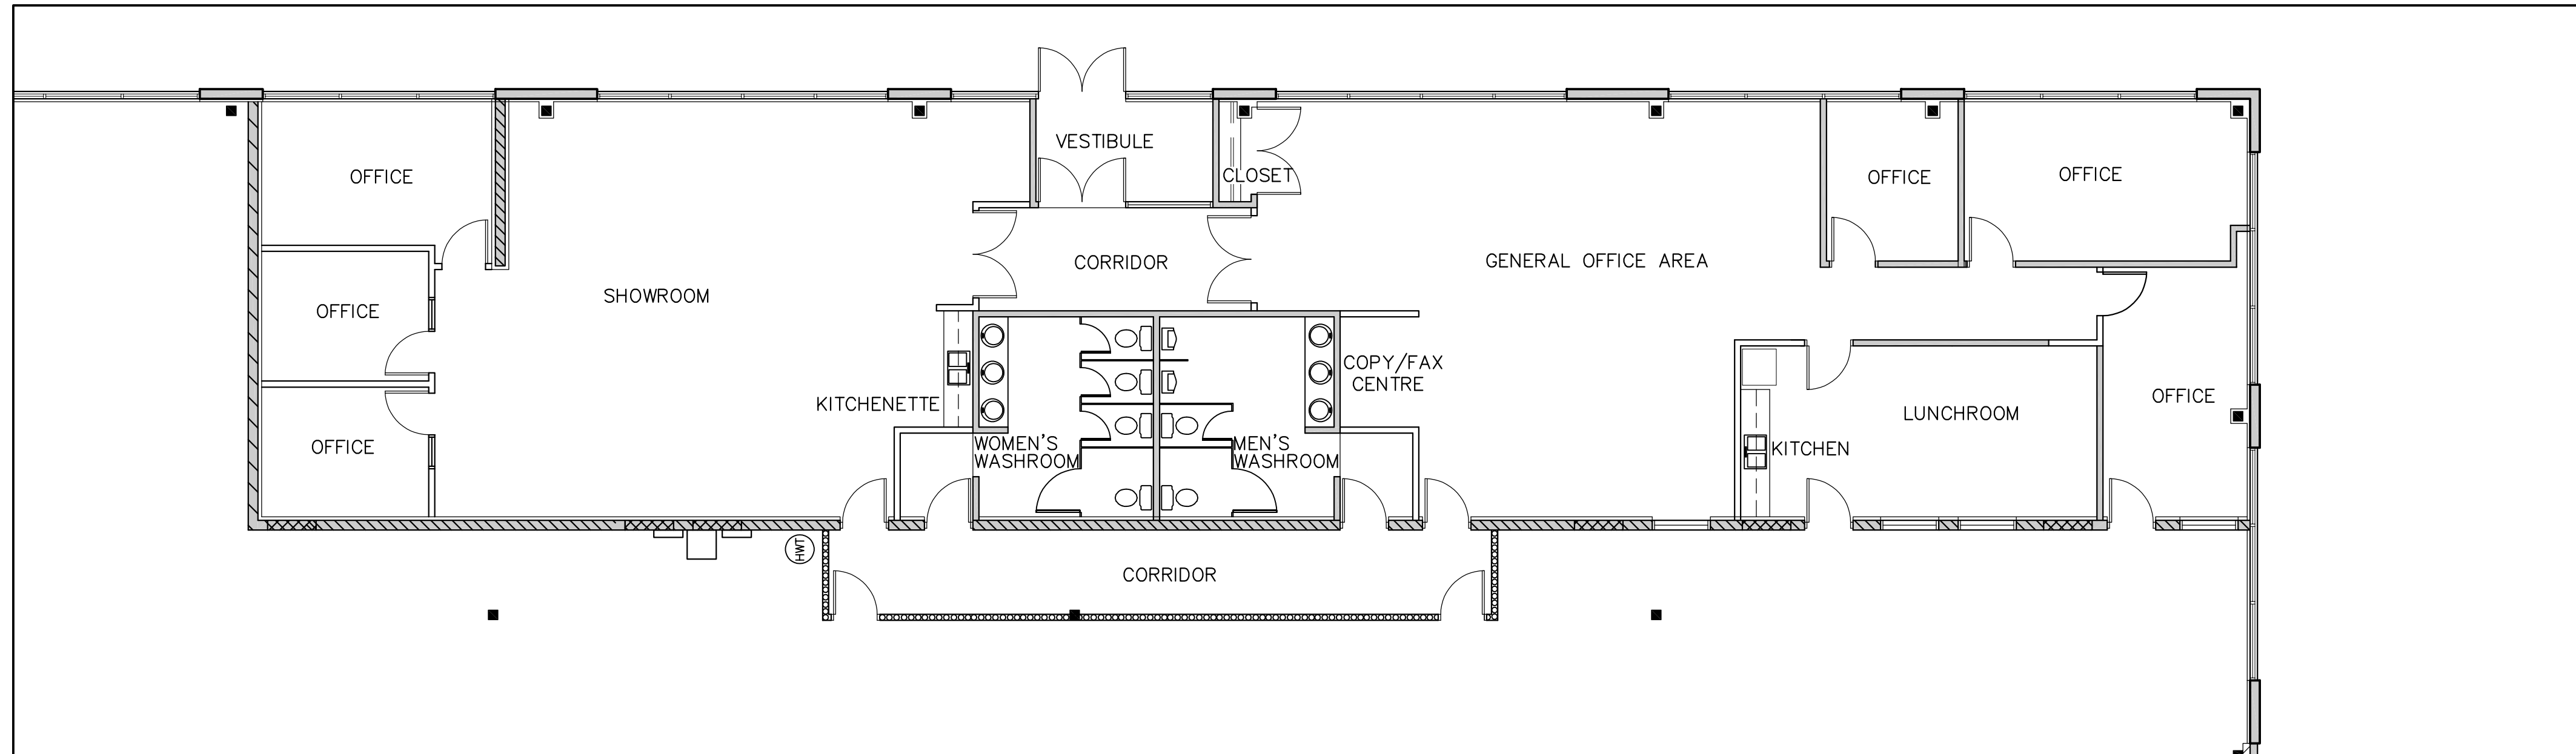 VESTIBULE
OFFICE
CLOSET
OFFICE
OFFICE
CORRIDOR
GENERAL OFFICE AREA
SHOWROOM
OFFICE
COPY/FAX
CENTRE
KITCHENETTE
OFFICE
LUNCHROOM
OFFICE
WOMEN'S
WASHROOM
MEN'S
WASHROOM
KITCHEN
HWT
CORRIDOR